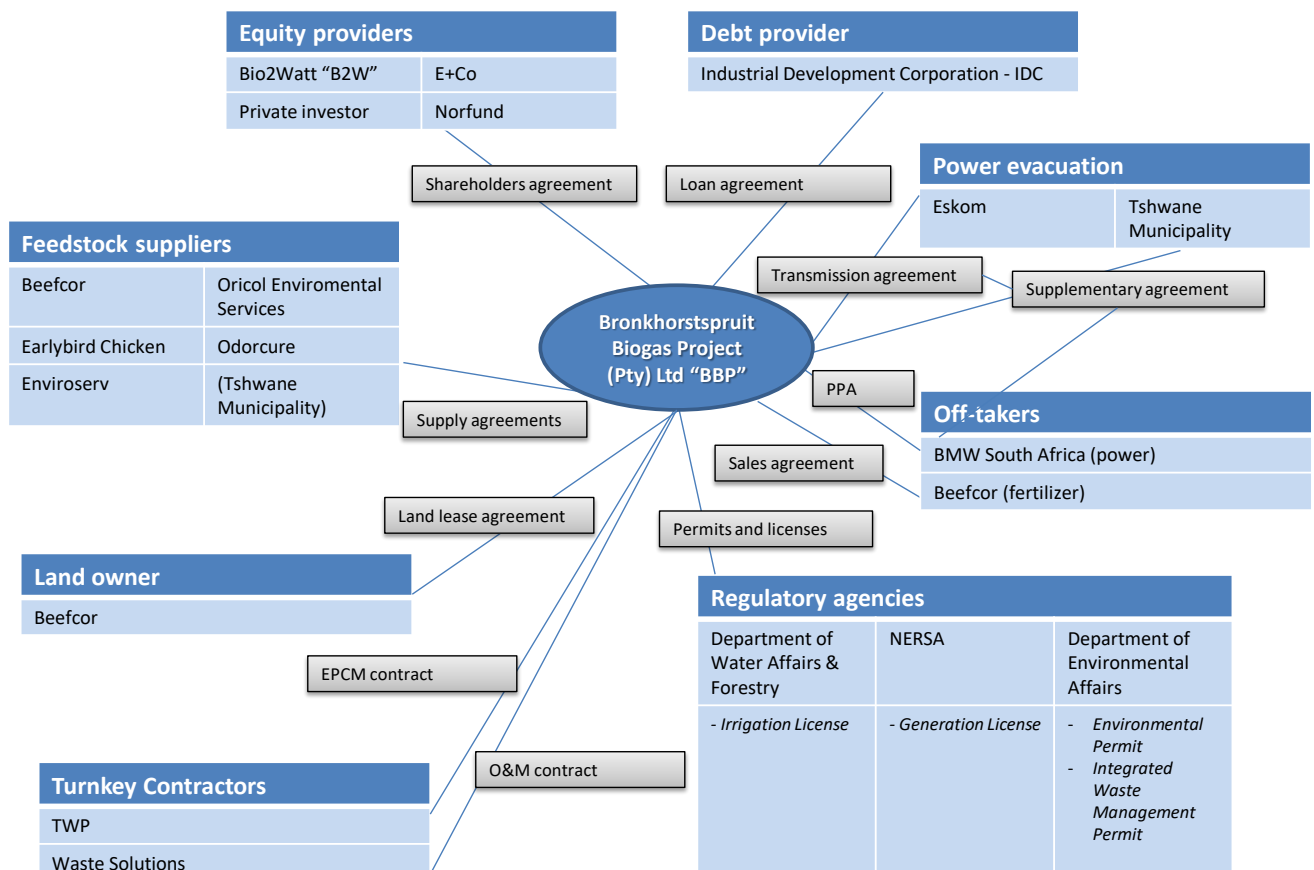 Equity providers
Bio2Watt “B2W”
E+Co
Private investor
Norfund
Debt provider
Industrial Development Corporation - IDC
Shareholders agreement
Loan agreement
Power evacuation
Eskom
Tshwane
Municipality
Feedstock suppliers
Beefcor
Oricol Enviromental
Services
Earlybird Chicken
Odorcure
Enviroserv
(Tshwane
Municipality)
Transmission agreement
Supplementary agreement
Bronkhorstspruit
Biogas Project
(Pty) Ltd “BBP”
PPA
Supply agreements
Off-takers
BMW South Africa (power)
Beefcor (fertilizer)
Sales agreement
Land lease agreement
Permits and licenses
Land owner
Beefcor
Regulatory agencies
Department of
Water Affairs &
Forestry
NERSA
Department of
Environmental
Affairs
- Irrigation License
- Generation License
- Environmental
Permit
- Integrated
Waste
Management
Permit
EPCM contract
O&M contract
Turnkey Contractors
TWP
Waste Solutions